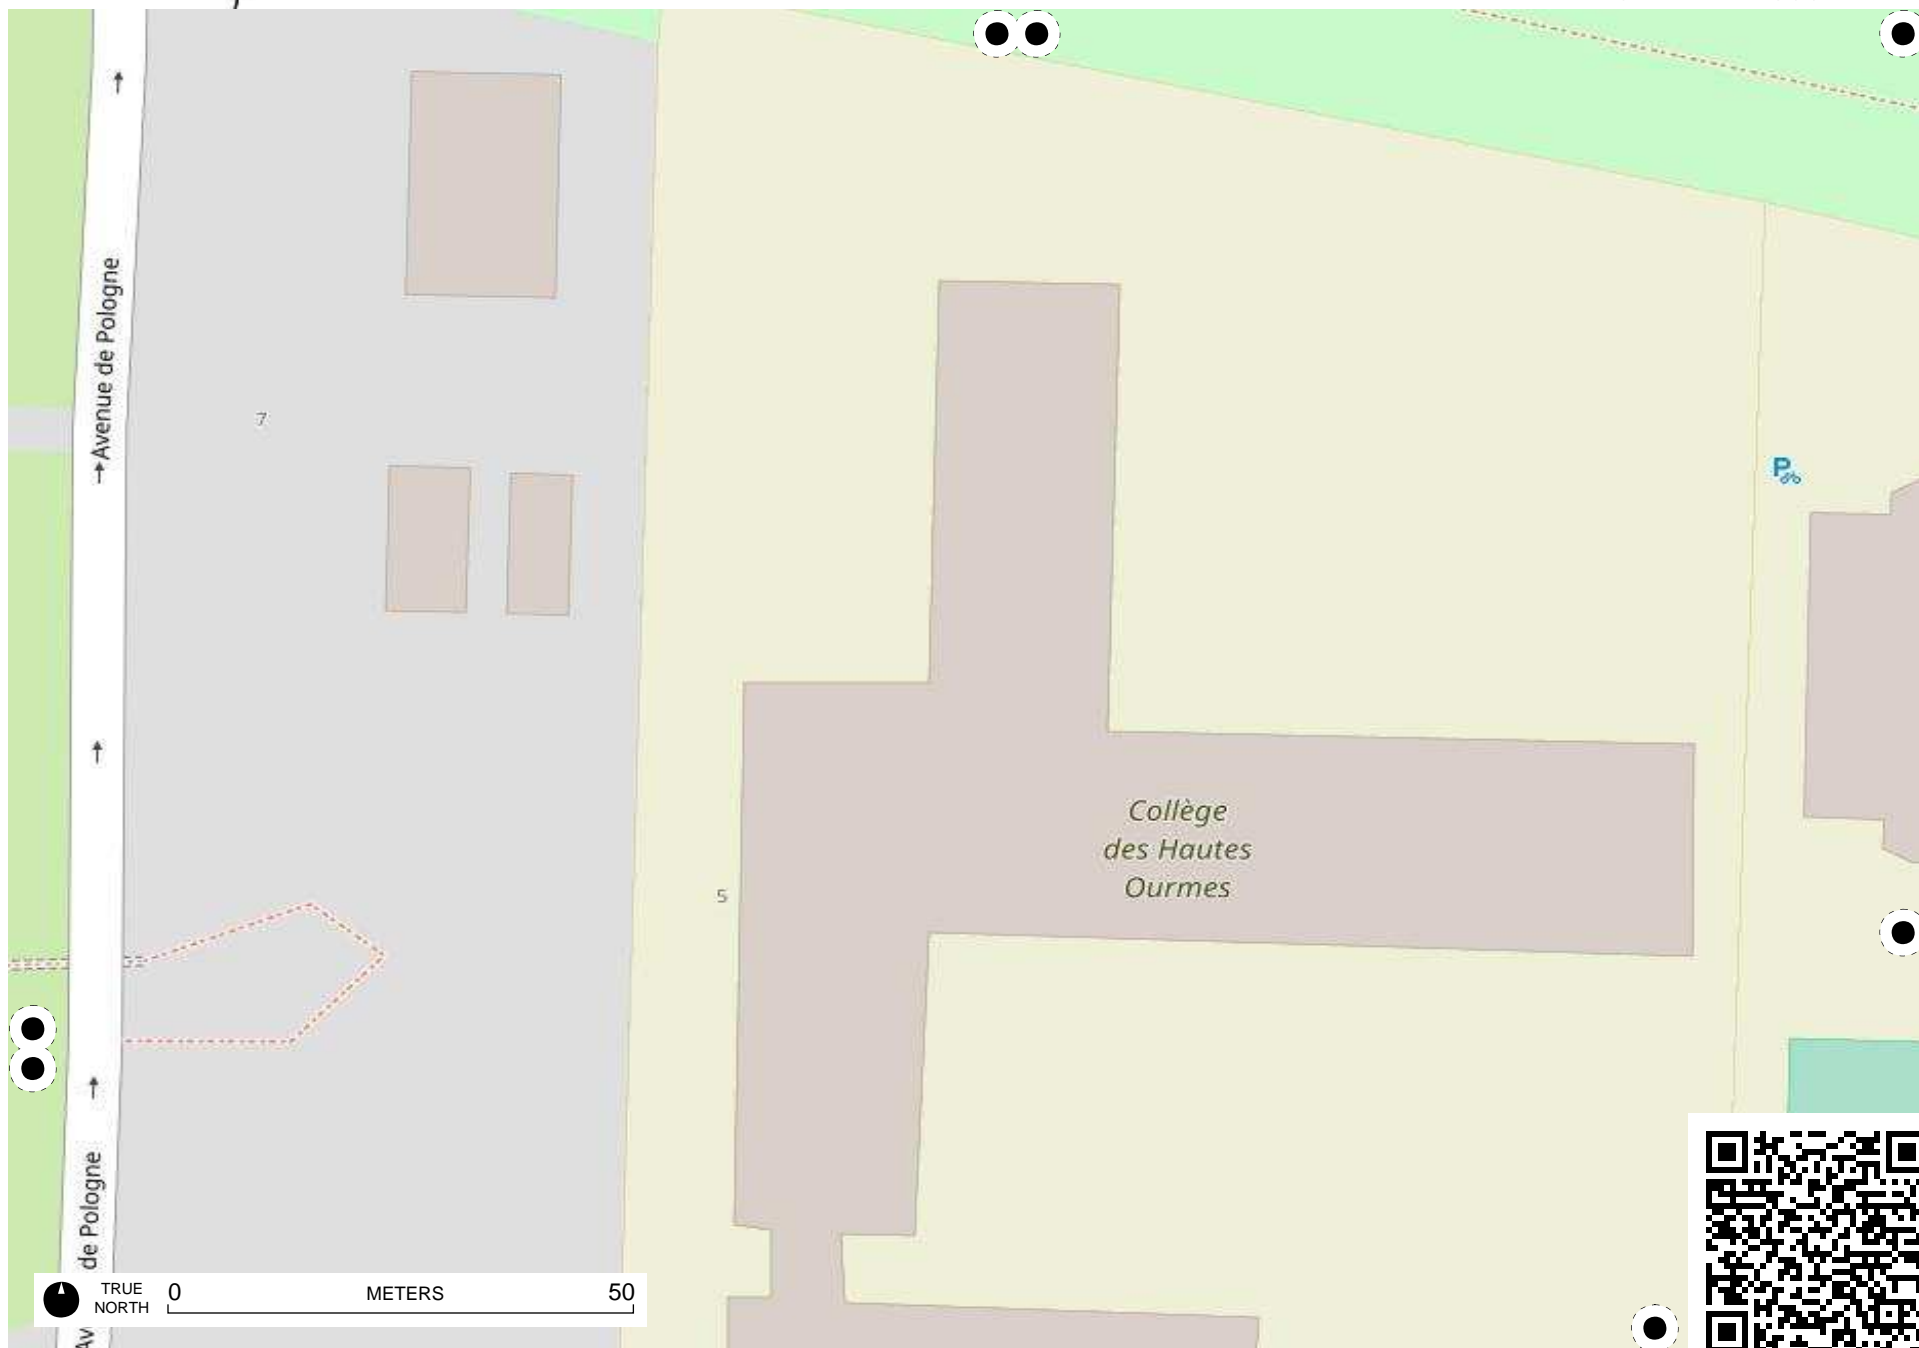 Avenue de Pologne
7
P
Collège
des Hautes
Ourmes
5
Av
de Pologne
TRUE
NORTH
0
METERS
50